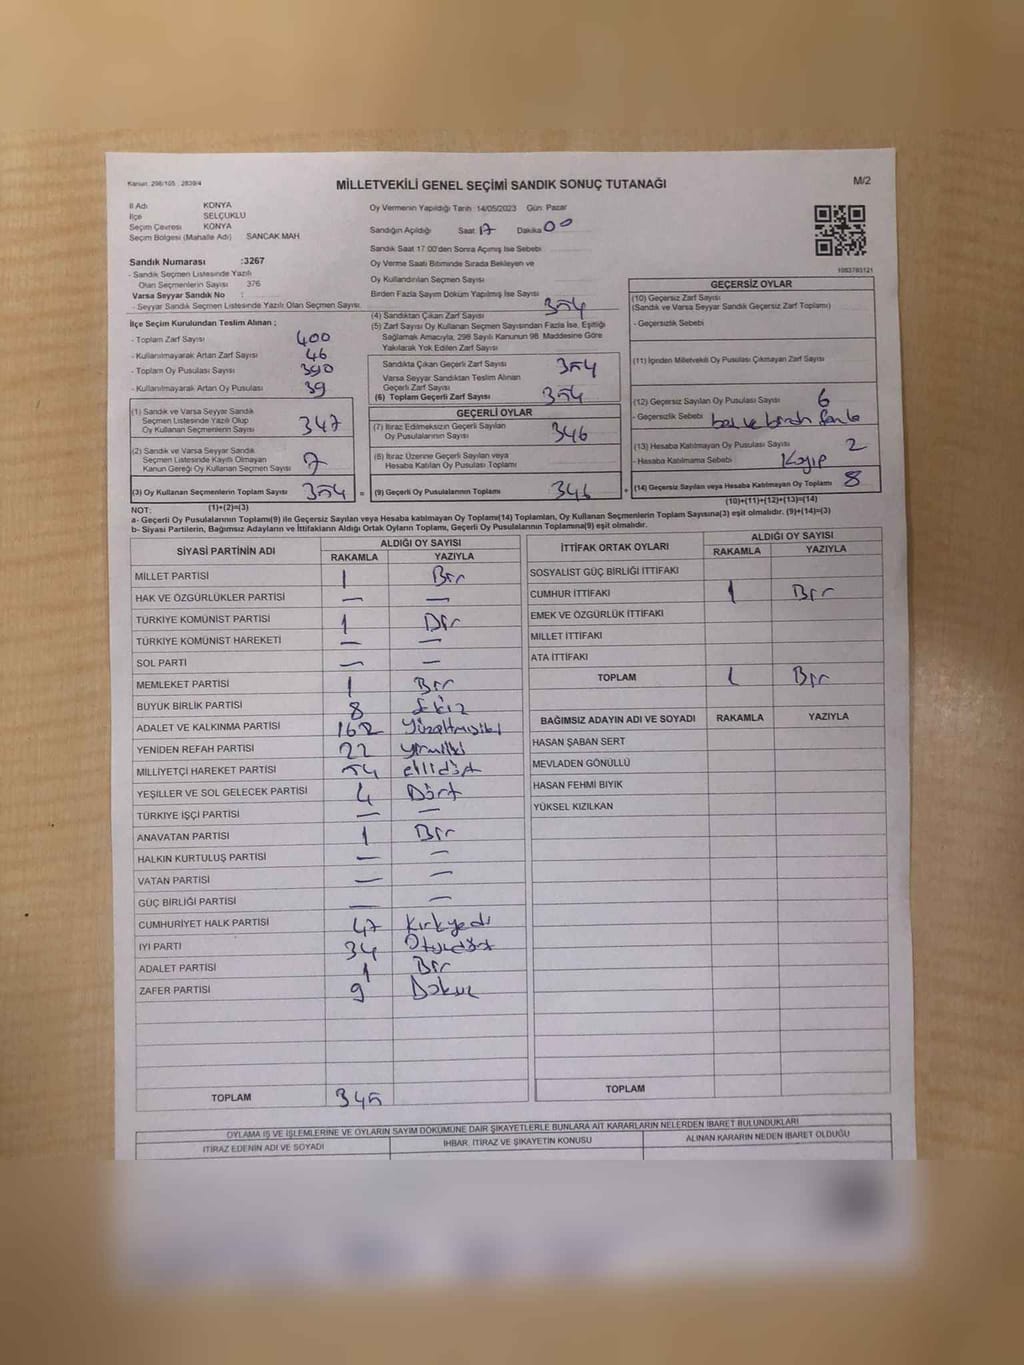 Kanun: 298/105 ; 2839/4
MİLLETVEKİLİ GENEL SEÇİMİ SANDIK SONUÇ TUTANAĞI
M/2
İl Adı KONYA
İlçe SELÇUKLU
Seçim Çevresi KONYA
Seçim Bölgesi (Mahalle Adı) SANCAK MAH
Sandık Numarası :3267
- Sandık Seçmen Listesinde Yazılı
Olan Seçmenlerin Sayısı 376
Varsa Seyyar Sandık No :
- Seyyar Sandık Seçmen Listesinde Yazılı Olan Seçmen Sayısı:
İlçe Seçim Kurulundan Teslim Alınan ;
- Toplam Zarf Sayısı 400
- Kullanılmayarak Artan Zarf Sayısı 46
- Toplam Oy Pusulası Sayısı 390
- Kullanılmayarak Artan Oy Pusulası 39
(1) Sandık ve Varsa Seyyar Sandık
Seçmen Listesinde Yazılı Olup
Oy Kullanan Seçmenlerin Sayısı 347
(2) Sandık ve Varsa Seyyar Sandık
Seçmen Listesinde Kayıtlı Olmayan
Kanun Gereği Oy Kullanan Seçmen Sayısı 7
(3) Oy Kullanan Seçmenlerin Toplam Sayısı 354 =
(1)+(2)=(3)
Oy Vermenin Yapıldığı Tarih 14/05/2023 Gün: Pazar
Sandığın Açıldığı Saat 17 Dakika 00
Sandık Saat 17:00'den Sonra Açılmış İse Sebebi
Oy Verme Saati Bitiminde Sırada Bekleyen ve
Oy Kullandırılan Seçmen Sayısı
Birden Fazla Sayım Döküm Yapılmış İse Sayısı
(4) Sandıktan Çıkan Zarf Sayısı 354
(5) Zarf Sayısı Oy Kullanan Seçmen Sayısından Fazla İse, Eşitliği
Sağlamak Amacıyla, 298 Sayılı Kanunun 98. Maddesine Göre
Yakılarak Yok Edilen Zarf Sayısı
Sandıkta Çıkan Geçerli Zarf Sayısı 354
Varsa Seyyar Sandıktan Teslim Alınan
Geçerli Zarf Sayısı
(6) Toplam Geçerli Zarf Sayısı 354
GEÇERLİ OYLAR
(7) İtiraz Edilmeksizin Geçerli Sayılan
Oy Pusulalarının Sayısı 346
(8) İtiraz Üzerine Geçerli Sayılan veya
Hesaba Katılan Oy Pusulası Toplamı
(9) Geçerli Oy Pusulalarının Toplamı 346 +
1083783121
GEÇERSİZ OYLAR
(10) Geçersiz Zarf Sayısı
(Sandık ve Varsa Seyyar Sandık Geçersiz Zarf Toplamı)
- Geçersizlik Sebebi
(11) İçinden Milletvekili Oy Pusulası Çıkmayan Zarf Sayısı
(12) Geçersiz Sayılan Oy Pusulası Sayısı 6
- Geçersizlik Sebebi
(13) Hesaba Katılmayan Oy Pusulası Sayısı 2
- Hesaba Katılmama Sebebi Kayıp
(14) Geçersiz Sayılan veya Hesaba Katılmayan Oy Toplamı 8
(10)+(11)+(12)+(13)=(14)
NOT:
a- Geçerli Oy Pusulalarının Toplamı(9) ile Geçersiz Sayılan veya Hesaba katılmayan Oy Toplamı(14) Toplamları, Oy Kullanan Seçmenlerin Toplam Sayısına(3) eşit olmalıdır. (9)+(14)=(3)
b- Siyasi Partilerin, Bağımsız Adayların ve İttifakların Aldığı Ortak Oyların Toplamı, Geçerli Oy Pusulalarının Toplamına(9) eşit olmalıdır.
SİYASİ PARTİNİN ADI ALDIĞI OY SAYISI
RAKAMLA YAZIYLA
MİLLET PARTİSİ 1 Bir
HAK VE ÖZGÜRLÜKLER PARTİSİ — —
TÜRKİYE KOMÜNİST PARTİSİ 1 Bir
TÜRKİYE KOMÜNİST HAREKETİ — —
SOL PARTİ — —
MEMLEKET PARTİSİ 1 Bir
BÜYÜK BİRLİK PARTİSİ 8 Sekiz
ADALET VE KALKINMA PARTİSİ 162 Yüzaltmışiki
YENİDEN REFAH PARTİSİ 22 yirmiiki
MİLLİYETÇİ HAREKET PARTİSİ 54 ellidört
YEŞİLLER VE SOL GELECEK PARTİSİ 4 Dört
TÜRKİYE İŞÇİ PARTİSİ — —
ANAVATAN PARTİSİ 1 Bir
HALKIN KURTULUŞ PARTİSİ — —
VATAN PARTİSİ — —
GÜÇ BİRLİĞİ PARTİSİ — —
CUMHURİYET HALK PARTİSİ 47 Kırkyedi
İYİ PARTİ 34 Otuzdört
ADALET PARTİSİ 1 Bir
ZAFER PARTİSİ 9 Dokuz
TOPLAM 345
İTTİFAK ORTAK OYLARI ALDIĞI OY SAYISI
RAKAMLA YAZIYLA
SOSYALİST GÜÇ BİRLİĞİ İTTİFAKI
CUMHUR İTTİFAKI 1 Bir
EMEK VE ÖZGÜRLÜK İTTİFAKI
MİLLET İTTİFAKI
ATA İTTİFAKI
TOPLAM 1 Bir
BAĞIMSIZ ADAYIN ADI VE SOYADI RAKAMLA YAZIYLA
HASAN ŞABAN SERT
MEVLADEN GÖNÜLLÜ
HASAN FEHMİ BIYIK
YÜKSEL KIZILKAN
TOPLAM
OYLAMA İŞ VE İŞLEMLERİNE VE OYLARIN SAYIM DÖKÜMÜNE DAİR ŞİKAYETLERLE BUNLARA AİT KARARLARIN NELERDEN İBARET BULUNDUKLARI
İTİRAZ EDENİN ADI VE SOYADI İHBAR, İTİRAZ VE ŞİKAYETİN KONUSU ALINAN KARARIN NEDEN İBARET OLDUĞU